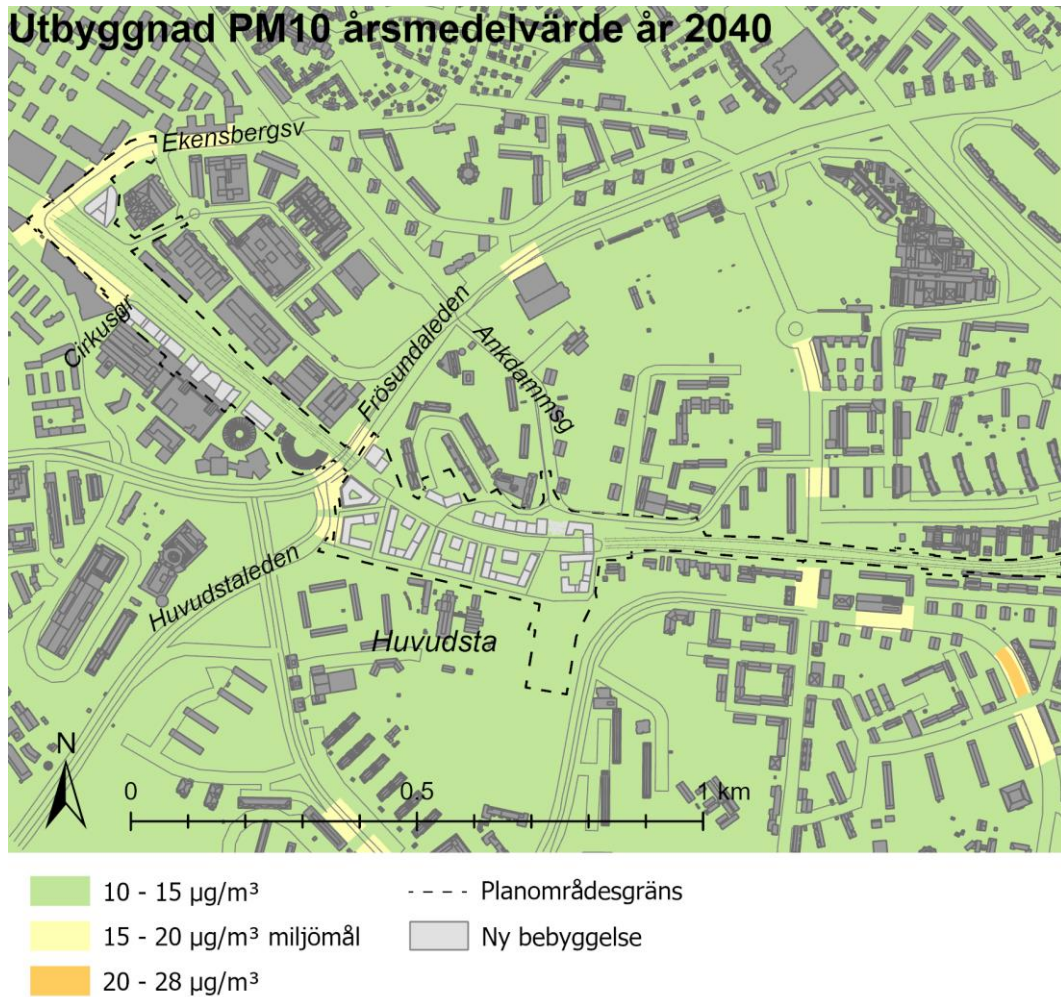 Utbyggnad PM10 årsmedelvärde år 2040
Ekensbergsv
Cirkusgr
Frösundaleden
Ankdammsg
Huvudstaleden
Huvudsta
N
0 0.5 1 km
10 - 15 µg/m³
15 - 20 µg/m³ miljömål
20 - 28 µg/m³
Planområdesgräns
Ny bebyggelse